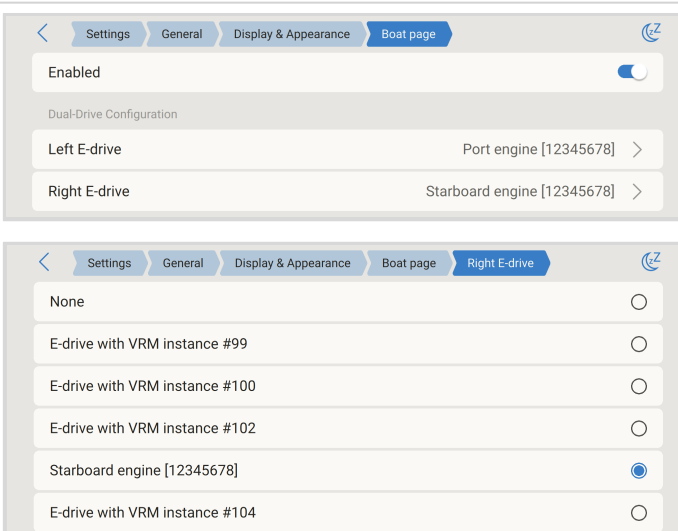 Settings General Display & Appearance Boat page
Enabled
Dual-Drive Configuration
Left E-drive Port engine [12345678]
Right E-drive Starboard engine [12345678]
Settings General Display & Appearance Boat page Right E-drive
None
E-drive with VRM instance #99
E-drive with VRM instance #100
E-drive with VRM instance #102
Starboard engine [12345678]
E-drive with VRM instance #104